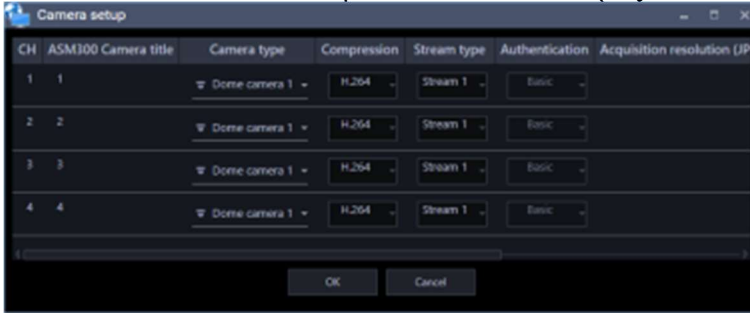 Camera setup
CH ASM300 Camera title Camera type Compression Stream type Authentication Acquisition resolution (JP
1 1 Dome camera 1 H.264 Stream 1 Basic
2 2 Dome camera 1 H.264 Stream 1 Basic
3 3 Dome camera 1 H.264 Stream 1 Basic
4 4 Dome camera 1 H.264 Stream 1 Basic
OK Cancel